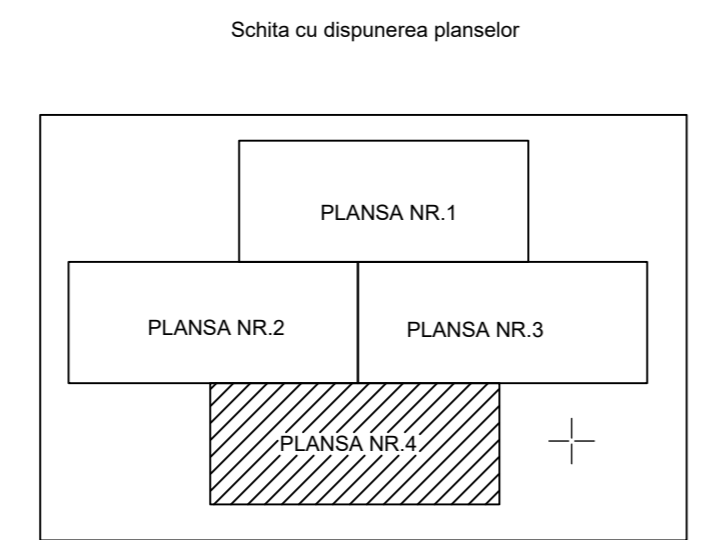 Schita cu dispunerea planselor
PLANSA NR.1
PLANSA NR.2
PLANSA NR.3
PLANSA NR.4